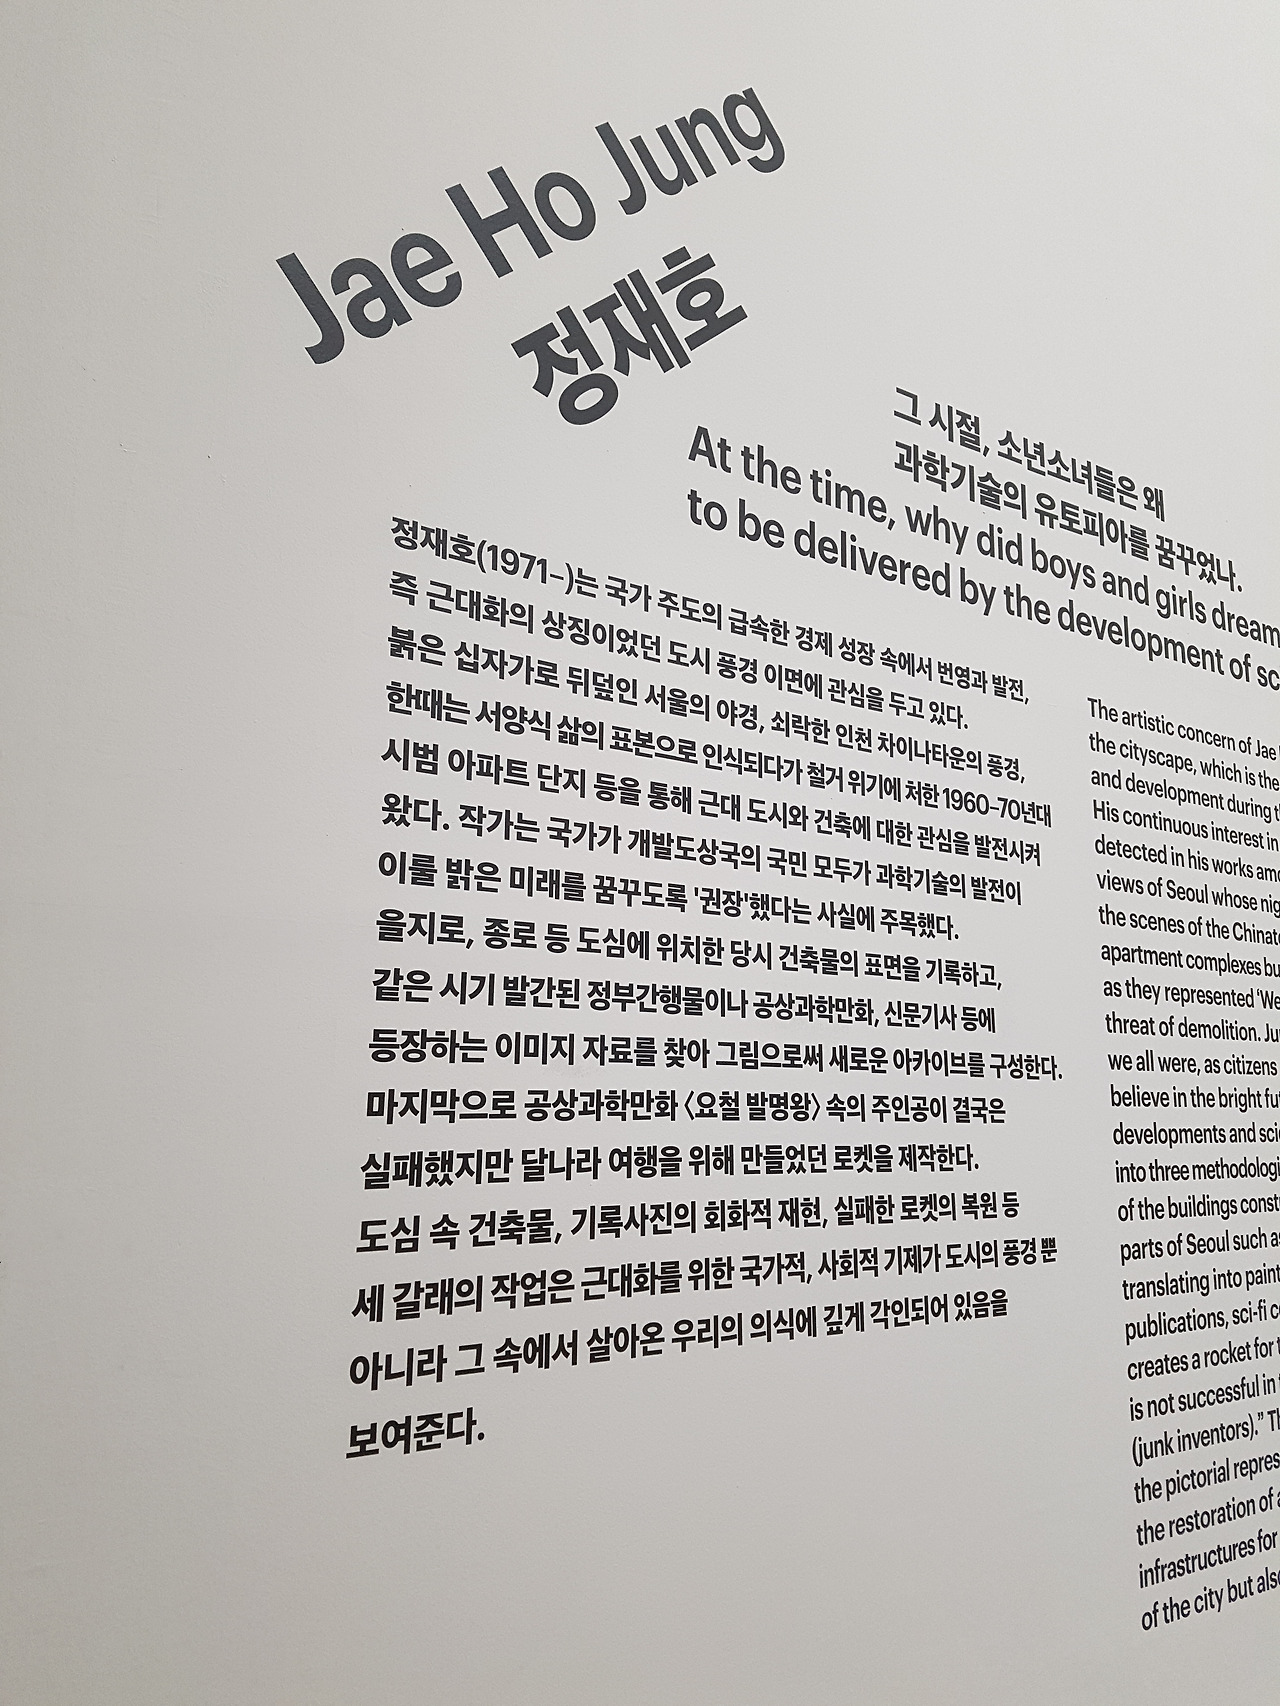 Jae Ho Jung
정재호
그 시절, 소년소녀들은 왜
과학기술의 유토피아를 꿈꾸었나.
At the time, why did boys and girls dream
to be delivered by the development of sc
정재호(1971–)는 국가 주도의 급속한 경제 성장 속에서 번영과 발전,
즉 근대화의 상징이었던 도시 풍경 이면에 관심을 두고 있다.
붉은 십자가로 뒤덮인 서울의 야경, 쇠락한 인천 차이나타운의 풍경,
한때는 서양식 삶의 표본으로 인식되다가 철거 위기에 처한 1960–70년대
시범 아파트 단지 등을 통해 근대 도시와 건축에 대한 관심을 발전시켜
왔다. 작가는 국가가 개발도상국의 국민 모두가 과학기술의 발전이
이룰 밝은 미래를 꿈꾸도록 '권장'했다는 사실에 주목했다.
을지로, 종로 등 도심에 위치한 당시 건축물의 표면을 기록하고,
같은 시기 발간된 정부간행물이나 공상과학만화, 신문기사 등에
등장하는 이미지 자료를 찾아 그림으로써 새로운 아카이브를 구성한다.
마지막으로 공상과학만화 〈요철 발명왕〉 속의 주인공이 결국은
실패했지만 달나라 여행을 위해 만들었던 로켓을 제작한다.
도심 속 건축물, 기록사진의 회화적 재현, 실패한 로켓의 복원 등
세 갈래의 작업은 근대화를 위한 국가적, 사회적 기제가 도시의 풍경 뿐
아니라 그 속에서 살아온 우리의 의식에 깊게 각인되어 있음을
보여준다.
The artistic concern of Jae
the cityscape, which is the
and development during t
His continuous interest in
detected in his works amo
views of Seoul whose nig
the scenes of the Chinat
apartment complexes bu
as they represented ‘We
threat of demolition. Ju
we all were, as citizens
believe in the bright fut
developments and sci
into three methodologi
of the buildings const
parts of Seoul such as
translating into paint
publications, sci-fi c
creates a rocket for t
is not successful in
(junk inventors).” Th
the pictorial repres
the restoration of a
infrastructures for
of the city but also